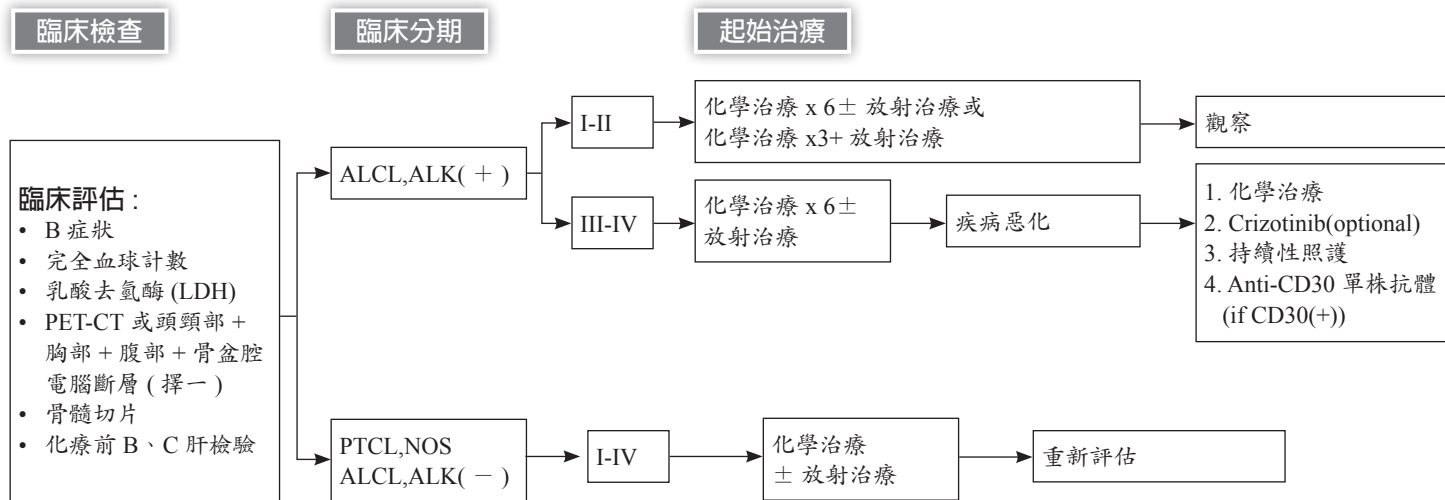 臨床檢查
臨床分期
起始治療
臨床評估 :
• B 症狀
• 完全血球計數
• 乳酸去氫酶 (LDH)
• PET-CT 或頭頸部 +
胸部 + 腹部 + 骨盆腔
電腦斷層 ( 擇一 )
• 骨髓切片
• 化療前 B、C 肝檢驗
ALCL,ALK( + )
I-II
化學治療 x 6± 放射治療或
化學治療 x3+ 放射治療
觀察
III-IV
化學治療 x 6±
放射治療
疾病惡化
1. 化學治療
2. Crizotinib(optional)
3. 持續性照護
4. Anti-CD30 單株抗體
(if CD30(+))
PTCL,NOS
ALCL,ALK( － )
I-IV
化學治療
± 放射治療
重新評估